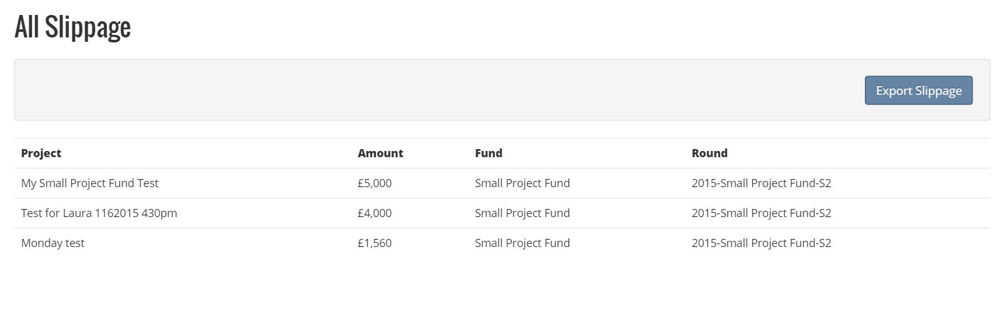 All Slippage
Export Slippage
Project Amount Fund Round
My Small Project Fund Test £5,000 Small Project Fund 2015-Small Project Fund-S2
Test for Laura 1162015 430pm £4,000 Small Project Fund 2015-Small Project Fund-S2
Monday test £1,560 Small Project Fund 2015-Small Project Fund-S2